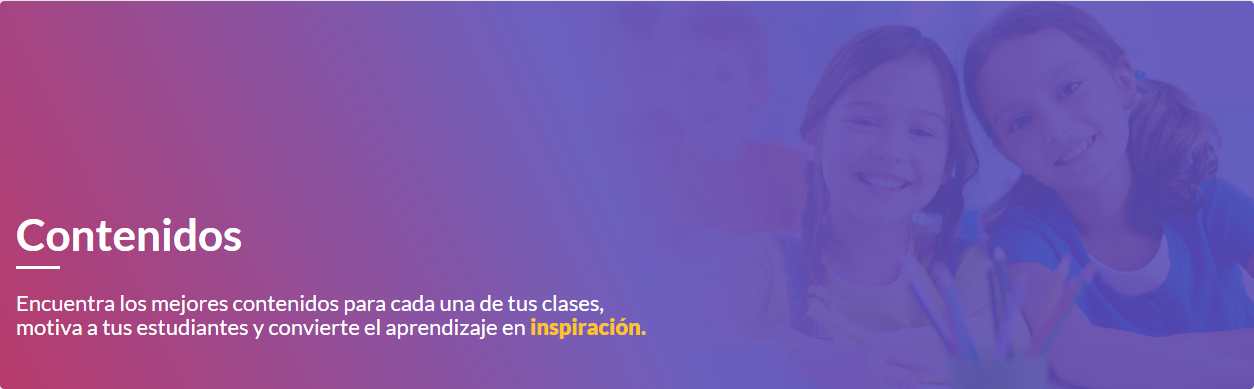 Contenidos
Encuentra los mejores contenidos para cada una de tus clases,
motiva a tus estudiantes y convierte el aprendizaje en inspiración.